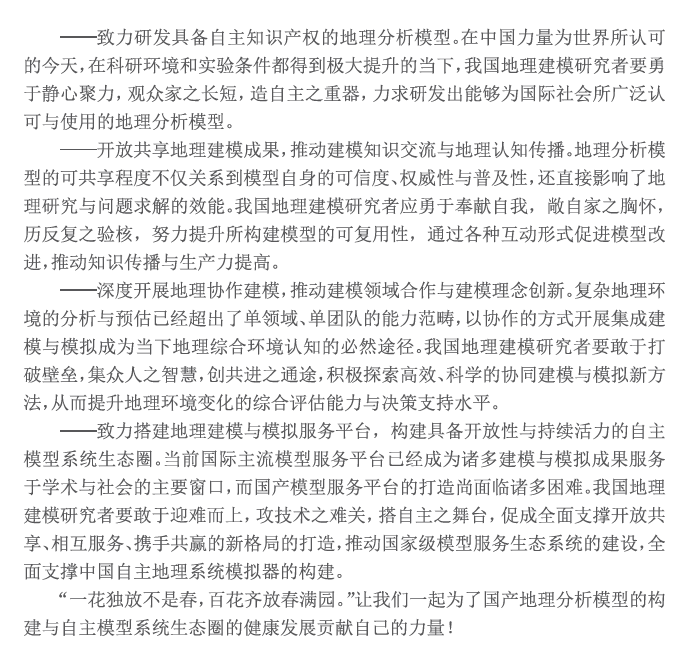 ——致力研发具备自主知识产权的地理分析模型。在中国力量为世界所认可
的今天,在科研环境和实验条件都得到极大提升的当下,我国地理建模研究者要勇
于静心聚力,观众家之长短,造自主之重器,力求研发出能够为国际社会所广泛认
可与使用的地理分析模型。
——开放共享地理建模成果,推动建模知识交流与地理认知传播。地理分析模
型的可共享程度不仅关系到模型自身的可信度、权威性与普及性,还直接影响了地
理研究与问题求解的效能。我国地理建模研究者应勇于奉献自我,敞自家之胸怀,
历反复之验核,努力提升所构建模型的可复用性,通过各种互动形式促进模型改
进,推动知识传播与生产力提高。
——深度开展地理协作建模,推动建模领域合作与建模理念创新。复杂地理环
境的分析与预估已经超出了单领域、单团队的能力范畴,以协作的方式开展集成建
模与模拟成为当下地理综合环境认知的必然途径。我国地理建模研究者要敢于打
破壁垒,集众人之智慧,创共进之通途,积极探索高效、科学的协同建模与模拟新方
法,从而提升地理环境变化的综合评估能力与决策支持水平。
——致力搭建地理建模与模拟服务平台,构建具备开放性与持续活力的自主
模型系统生态圈。当前国际主流模型服务平台已经成为诸多建模与模拟成果服务
于学术与社会的主要窗口,而国产模型服务平台的打造尚面临诸多困难。我国地理
建模研究者要敢于迎难而上,攻技术之难关,搭自主之舞台,促成全面支撑开放共
享、相互服务、携手共赢的新格局的打造,推动国家级模型服务生态系统的建设,全
面支撑中国自主地理系统模拟器的构建。
“一花独放不是春,百花齐放春满园。”让我们一起为了国产地理分析模型的构
建与自主模型系统生态圈的健康发展贡献自己的力量!